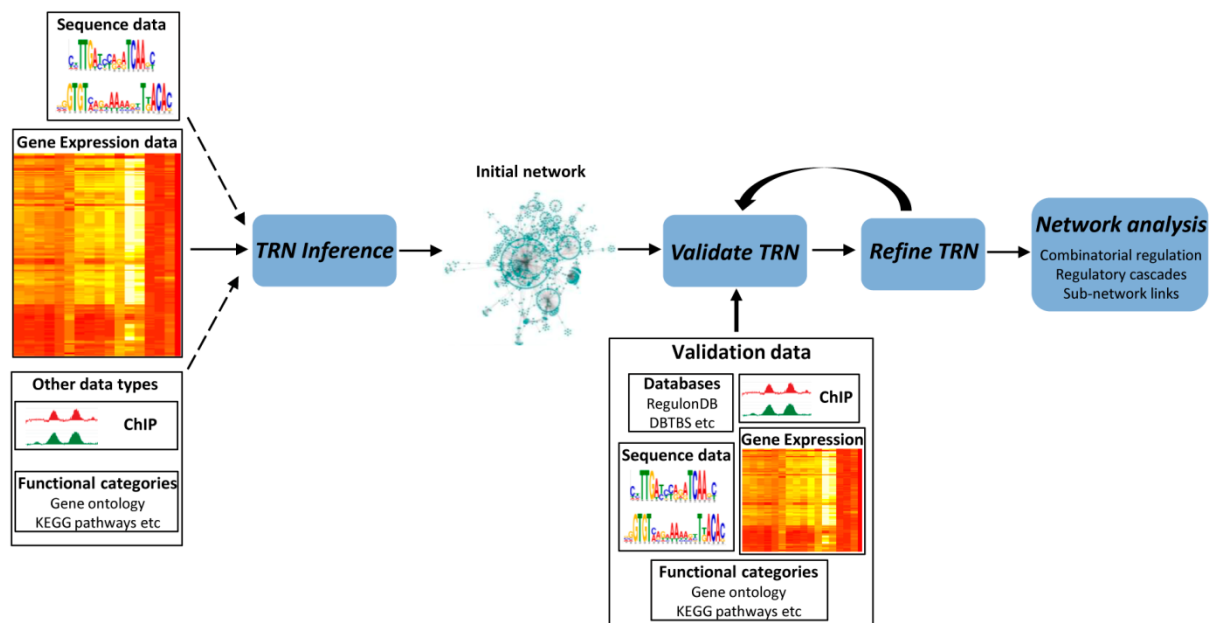 Sequence data
Gene Expression data
Other data types
ChIP
Functional categories
Gene ontology
KEGG pathways etc
TRN Inference
Initial network
Validate TRN
Refine TRN
Network analysis
Combinatorial regulation
Regulatory cascades
Sub-network links
Validation data
Databases
RegulonDB
DBTBS etc
ChIP
Sequence data
Gene Expression
Functional categories
Gene ontology
KEGG pathways etc